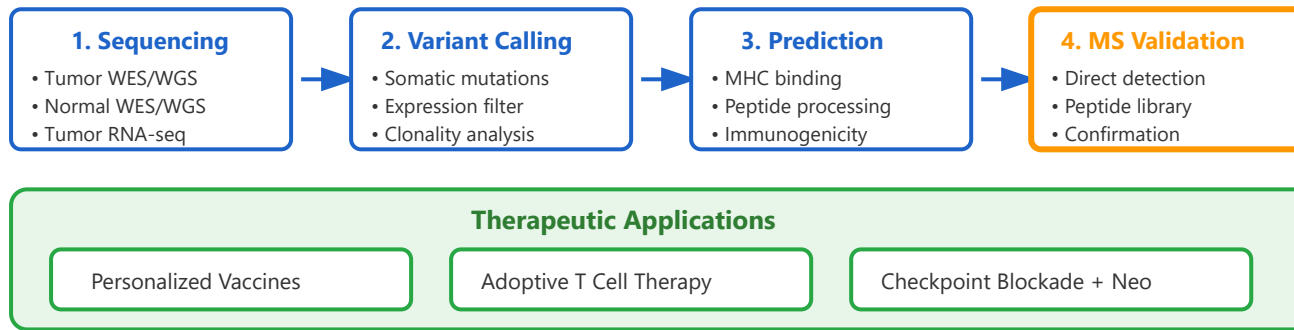 1. Sequencing
• Tumor WES/WGS
• Normal WES/WGS
• Tumor RNA-seq
2. Variant Calling
• Somatic mutations
• Expression filter
• Clonality analysis
3. Prediction
• MHC binding
• Peptide processing
• Immunogenicity
4. MS Validation
• Direct detection
• Peptide library
• Confirmation
Therapeutic Applications
Personalized Vaccines
Adoptive T Cell Therapy
Checkpoint Blockade + Neo